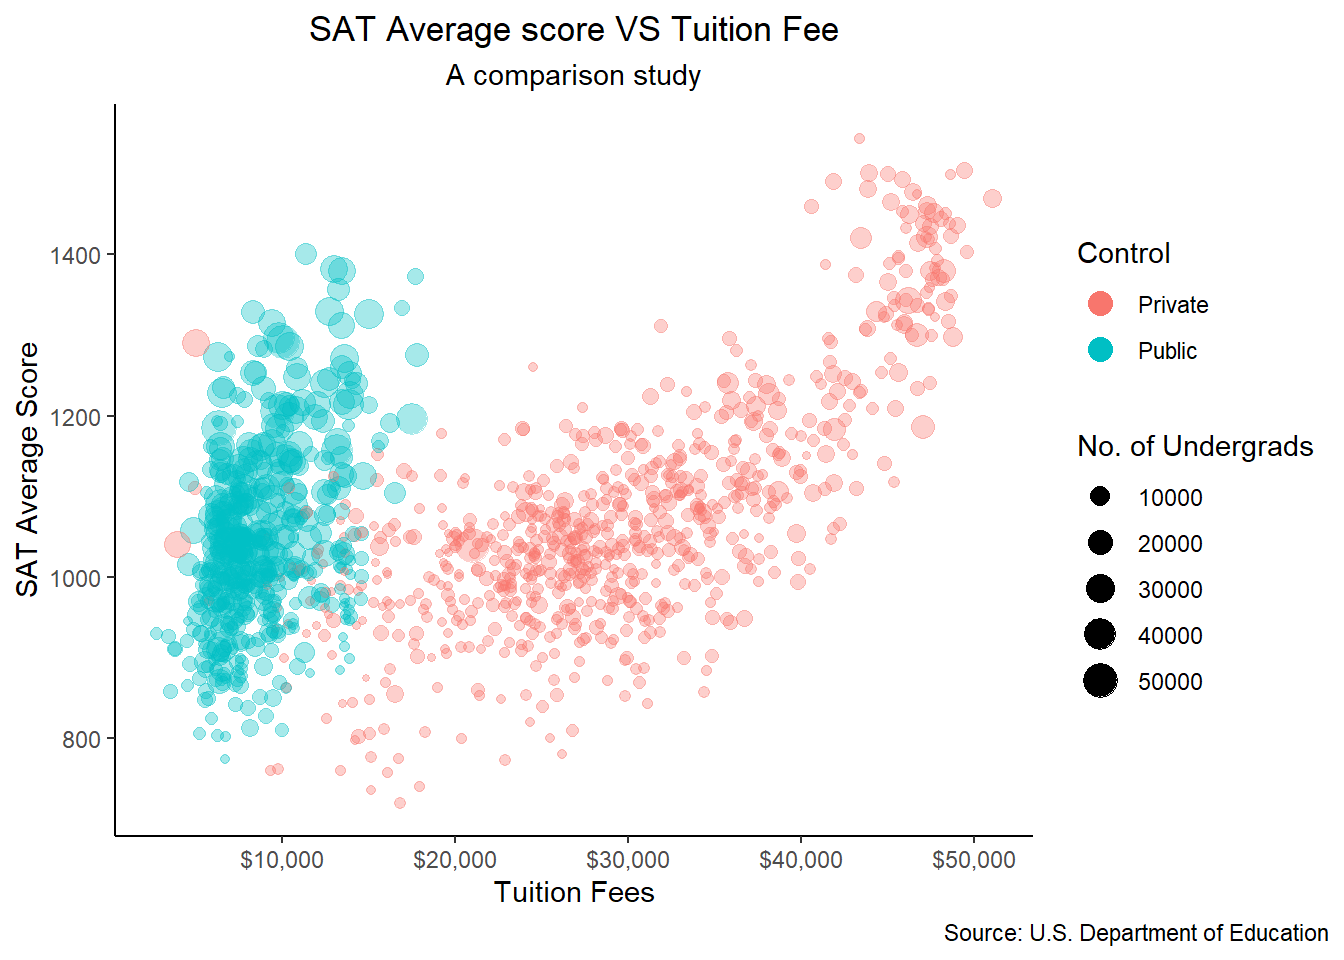 SAT Average score VS Tuition Fee
A comparison study
SAT Average Score
1400
1200
1000
800
$10,000
$20,000
$30,000
$40,000
$50,000
Tuition Fees
Control
Private
Public
No. of Undergrads
10000
20000
30000
40000
50000
Source: U.S. Department of Education